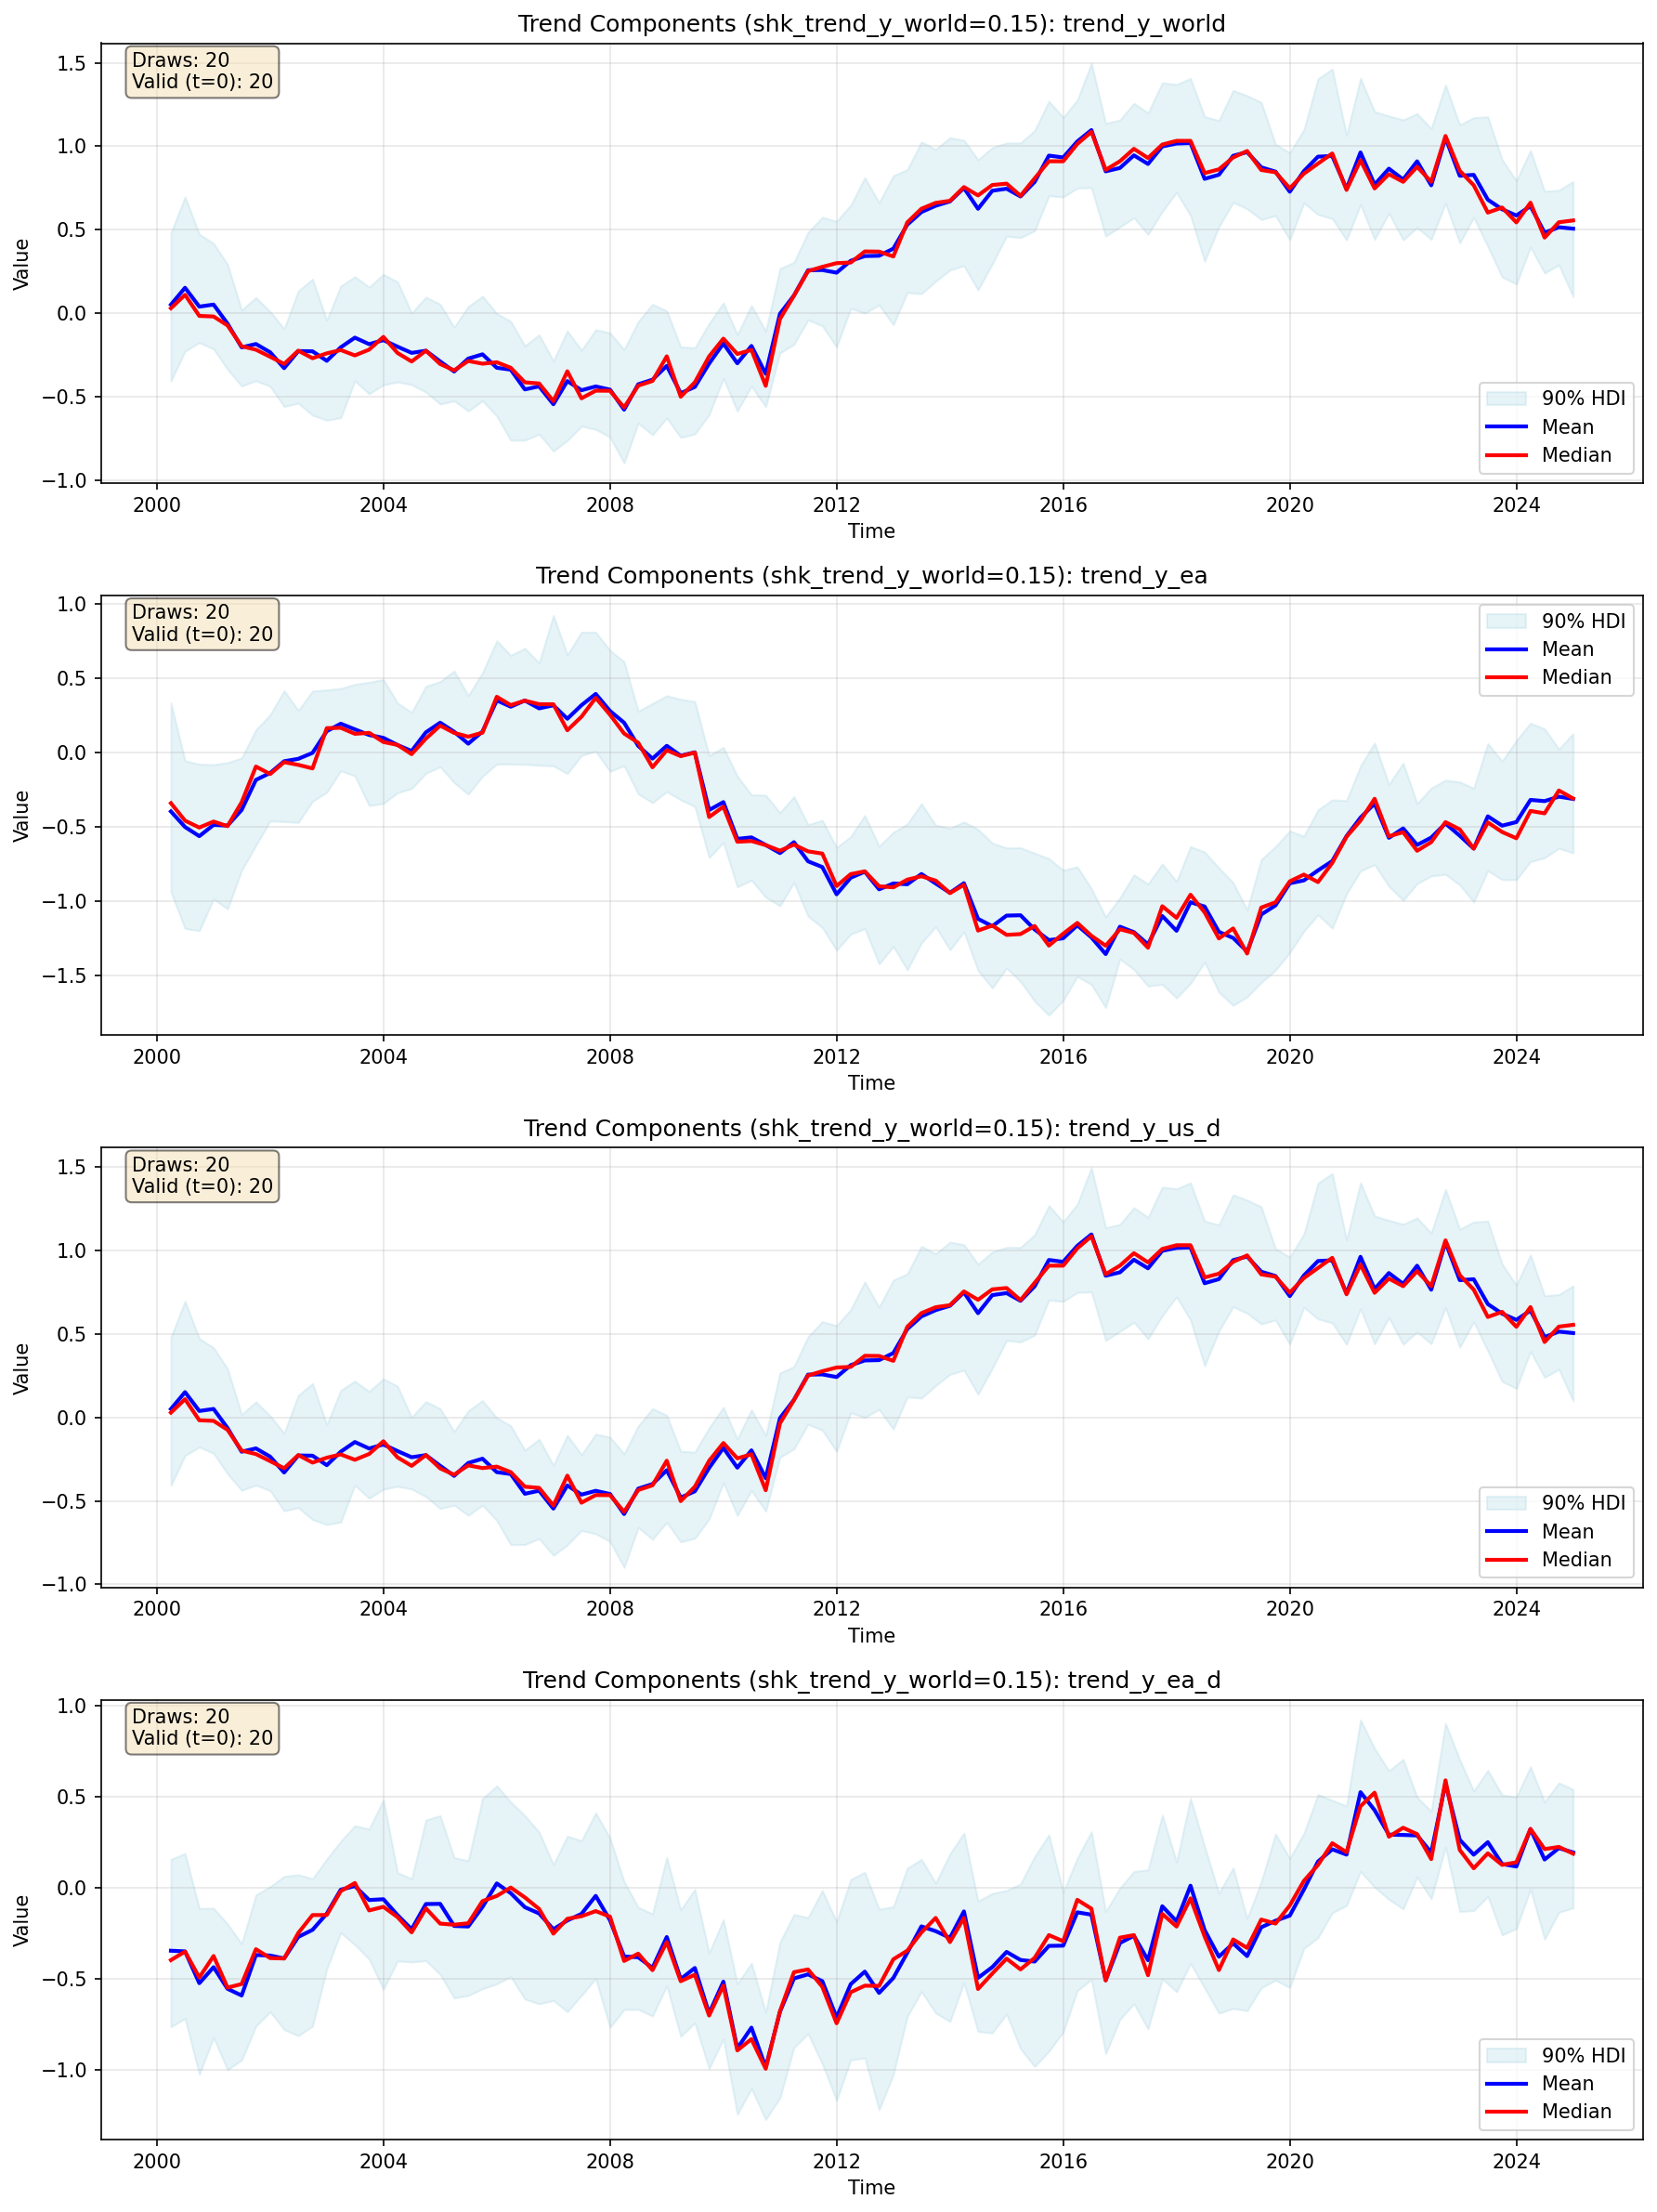 Trend Components (shk_trend_y_world=0.15): trend_y_world
Draws: 20
Valid (t=0): 20
1.5
1.0
0.5
0.0
−0.5
−1.0
Value
90% HDI
Mean
Median
2000 2004 2008 2012 2016 2020 2024
Time
Trend Components (shk_trend_y_world=0.15): trend_y_ea
Draws: 20
Valid (t=0): 20
90% HDI
Mean
Median
1.0
0.5
0.0
−0.5
−1.0
−1.5
Value
2000 2004 2008 2012 2016 2020 2024
Time
Trend Components (shk_trend_y_world=0.15): trend_y_us_d
Draws: 20
Valid (t=0): 20
1.5
1.0
0.5
0.0
−0.5
−1.0
Value
90% HDI
Mean
Median
2000 2004 2008 2012 2016 2020 2024
Time
Trend Components (shk_trend_y_world=0.15): trend_y_ea_d
Draws: 20
Valid (t=0): 20
1.0
0.5
0.0
−0.5
−1.0
Value
90% HDI
Mean
Median
2000 2004 2008 2012 2016 2020 2024
Time